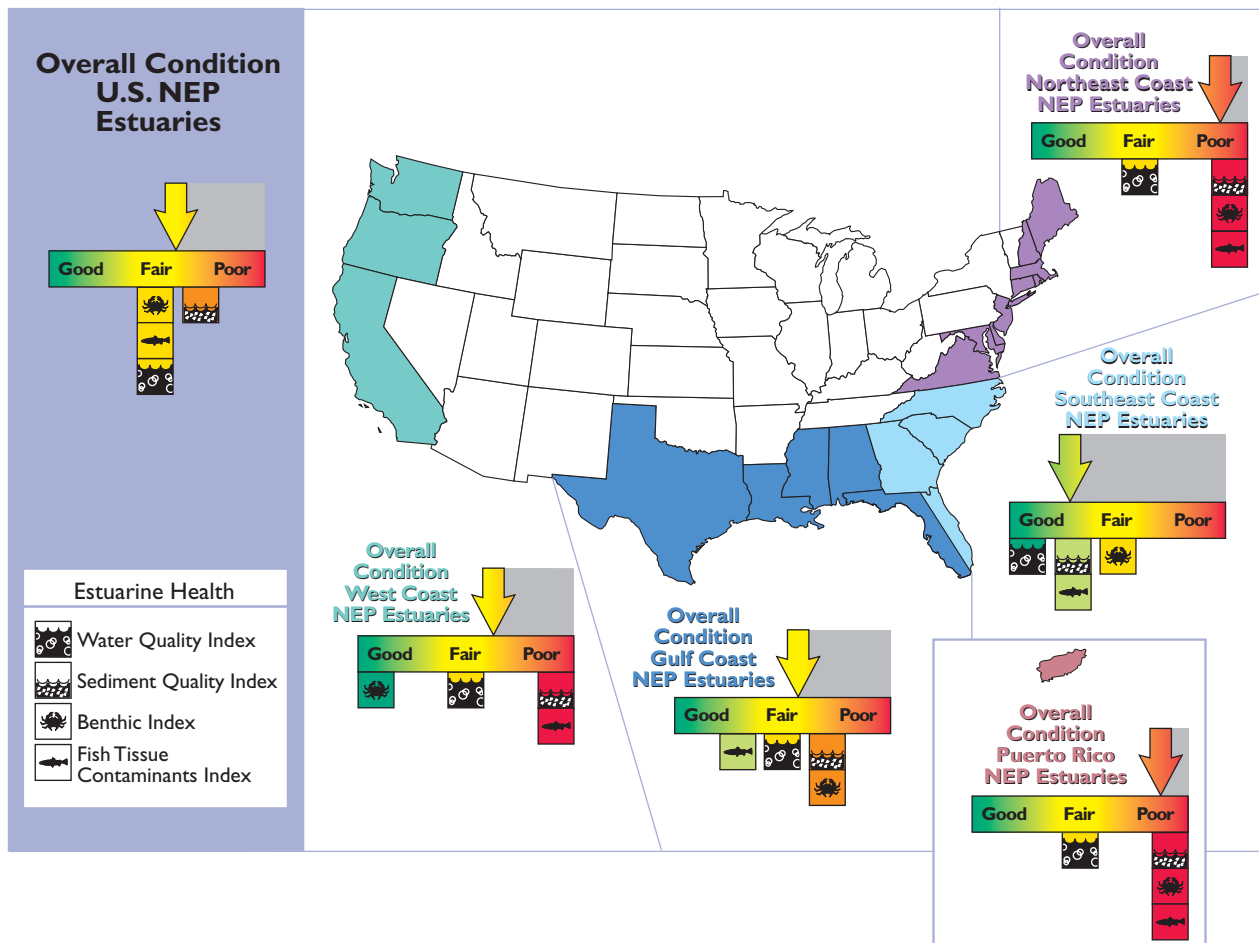 Overall Condition
U.S. NEP
Estuaries
Good Fair Poor
Estuarine Health
Water Quality Index
Sediment Quality Index
Benthic Index
Fish Tissue
Contaminants Index
Overall
Condition
Northeast Coast
NEP Estuaries
Good Fair Poor
Overall
Condition
Southeast Coast
NEP Estuaries
Good Fair Poor
Overall
Condition
West Coast
NEP Estuaries
Good Fair Poor
Overall
Condition
Gulf Coast
NEP Estuaries
Good Fair Poor
Overall
Condition
Puerto Rico
NEP Estuaries
Good Fair Poor